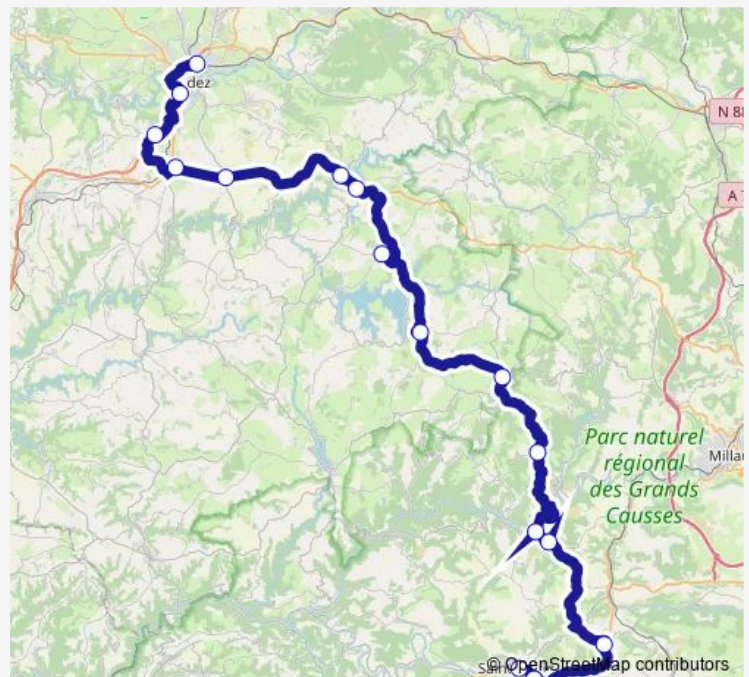 dez
N 88
A 7
Parc naturel
régional
des Grands
Causses
Millau
© OpenStreetMap contributors